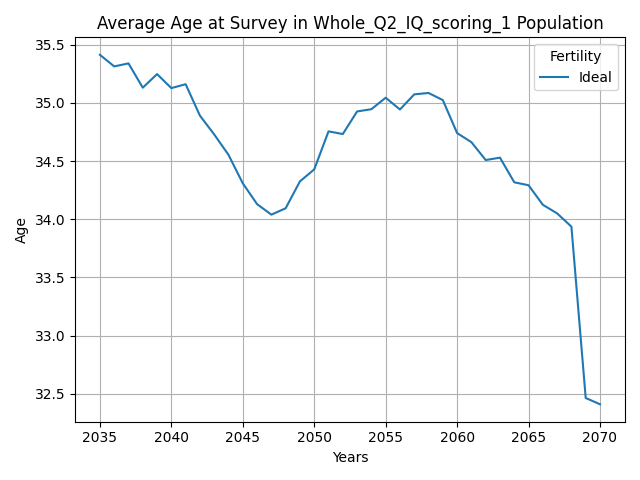 Average Age at Survey in Whole_Q2_IQ_scoring_1 Population
Fertility
Ideal
35.5
35.0
34.5
34.0
33.5
33.0
32.5
Age
2035 2040 2045 2050 2055 2060 2065 2070
Years